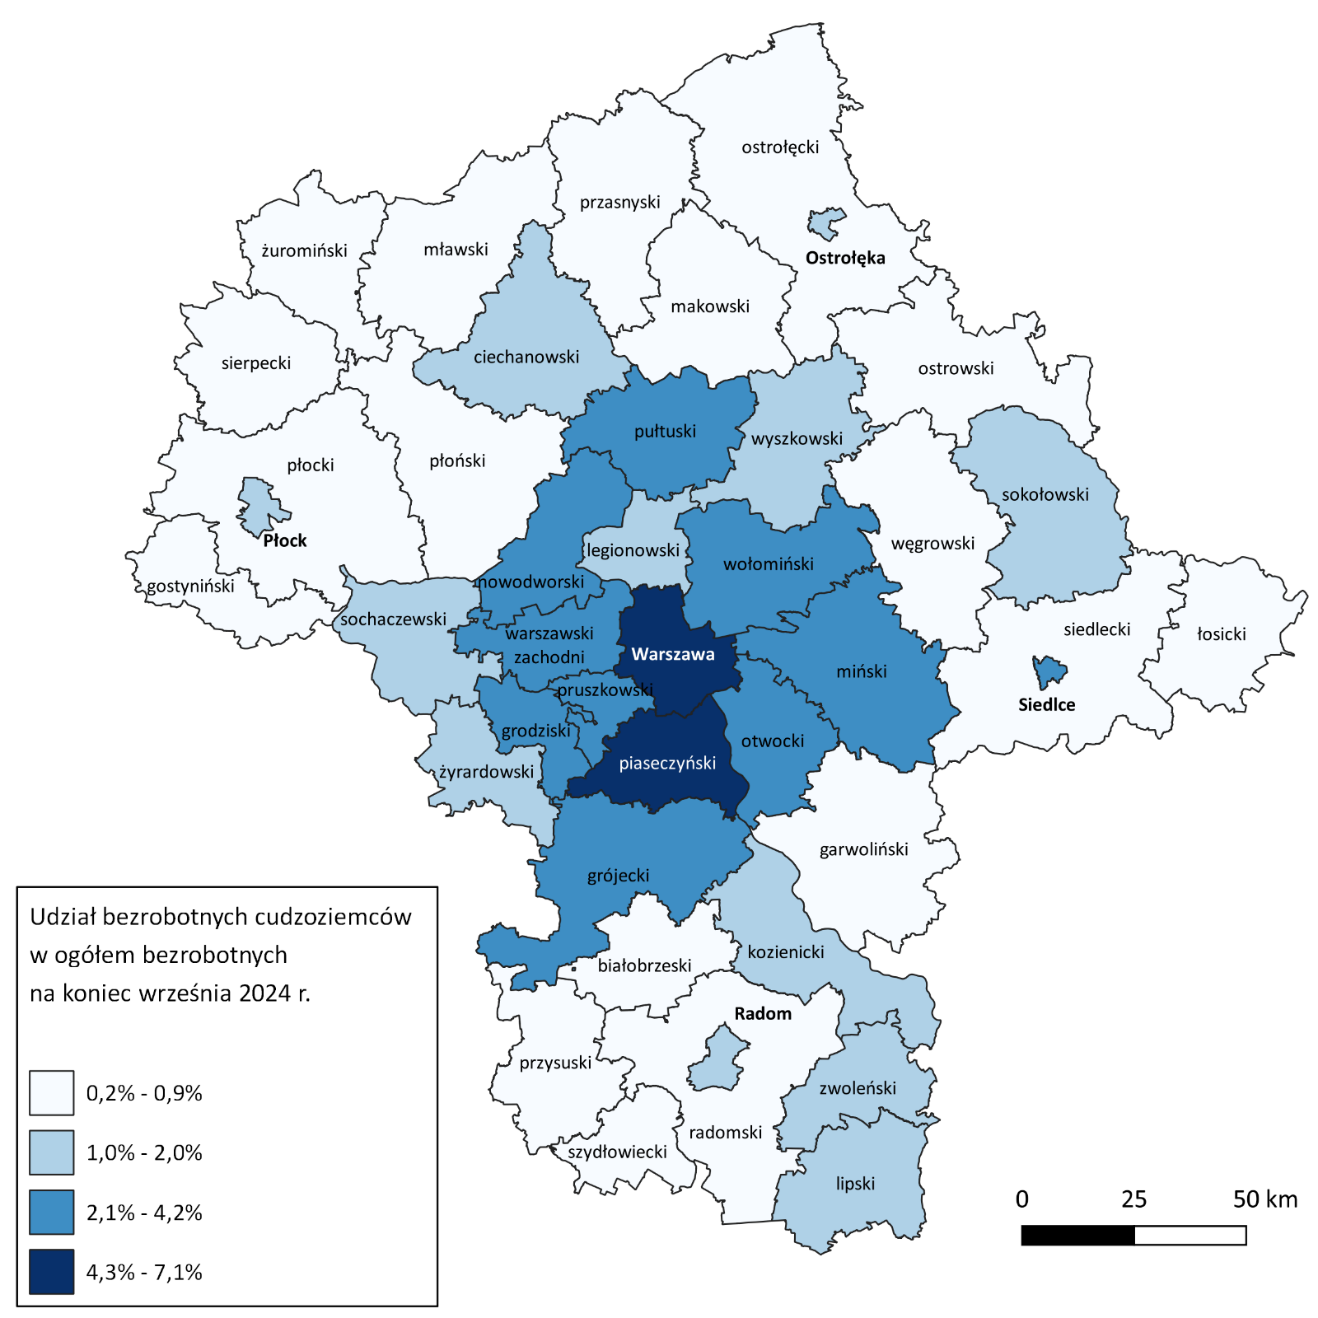 ostrołęcki
przasnyski
żuromiński
mławski
Ostrołęka
makowski
ciechanowski
sierpecki
ostrowski
pułtuski
wyszkowski
płocki
płoński
sokołowski
Płock
węgrowski
legionowski
wołomiński
gostyniński
nowodworski
sochaczewski
warszawski
zachodni
siedlecki
łosicki
Warszawa
miński
pruszkowski
Siedlce
grodziski
otwocki
żyrardowski
piaseczyński
garwoliński
grójecki
kozienicki
białobrzeski
Radom
przysuski
zwoleński
radomski
szydłowiecki
lipski
Udział bezrobotnych cudzoziemców
w ogółem bezrobotnych
na koniec września 2024 r.
0,2% - 0,9%
1,0% - 2,0%
2,1% - 4,2%
4,3% - 7,1%
0 25 50 km